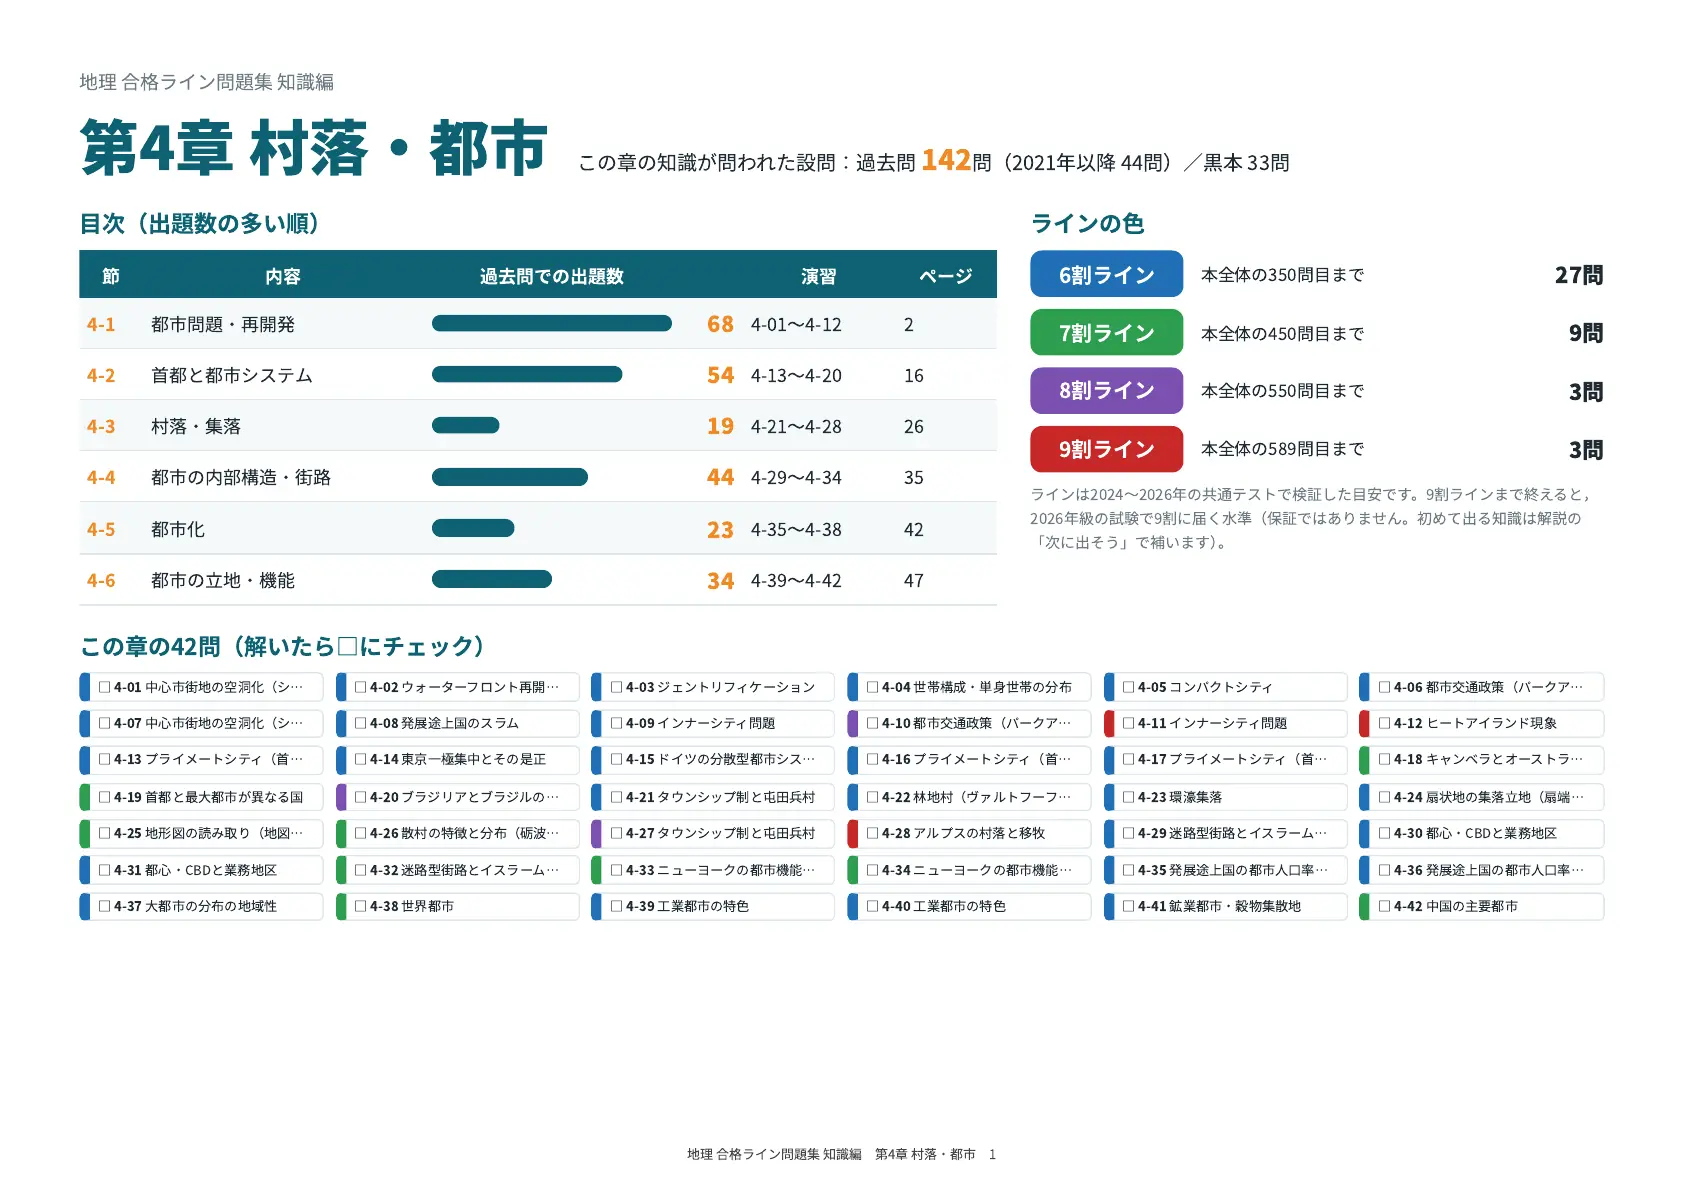 地理 合格ライン問題集 知識編
第4章 村落・都市
この章の知識が問われた設問：過去問 142問（2021年以降 44問）／黒本 33問
目次（出題数の多い順）
節 内容 過去問での出題数 演習 ページ
4-1 都市問題・再開発 68 4-01〜4-12 2
4-2 首都と都市システム 54 4-13〜4-20 16
4-3 村落・集落 19 4-21〜4-28 26
4-4 都市の内部構造・街路 44 4-29〜4-34 35
4-5 都市化 23 4-35〜4-38 42
4-6 都市の立地・機能 34 4-39〜4-42 47
ラインの色
6割ライン 本全体の350問目まで 27問
7割ライン 本全体の450問目まで 9問
8割ライン 本全体の550問目まで 3問
9割ライン 本全体の589問目まで 3問
ラインは2024〜2026年の共通テストで検証した目安です。9割ラインまで終えると，
2026年級の試験で9割に届く水準（保証ではありません。初めて出る知識は解説の
「次に出そう」で補います）。
この章の42問（解いたら□にチェック）
□ 4-01 中心市街地の空洞化（シ…
□ 4-02 ウォーターフロント再開…
□ 4-03 ジェントリフィケーション
□ 4-04 世帯構成・単身世帯の分布
□ 4-05 コンパクトシティ
□ 4-06 都市交通政策（パークア…
□ 4-07 中心市街地の空洞化（シ…
□ 4-08 発展途上国のスラム
□ 4-09 インナーシティ問題
□ 4-10 都市交通政策（パークア…
□ 4-11 インナーシティ問題
□ 4-12 ヒートアイランド現象
□ 4-13 プライメートシティ（首…
□ 4-14 東京一極集中とその是正
□ 4-15 ドイツの分散型都市シス…
□ 4-16 プライメートシティ（首…
□ 4-17 プライメートシティ（首…
□ 4-18 キャンベラとオーストラ…
□ 4-19 首都と最大都市が異なる国
□ 4-20 ブラジリアとブラジルの…
□ 4-21 タウンシップ制と屯田兵村
□ 4-22 林地村（ヴァルトフーフ…
□ 4-23 環濠集落
□ 4-24 扇状地の集落立地（扇端…
□ 4-25 地形図の読み取り（地図…
□ 4-26 散村の特徴と分布（砺波…
□ 4-27 タウンシップ制と屯田兵村
□ 4-28 アルプスの村落と移牧
□ 4-29 迷路型街路とイスラーム…
□ 4-30 都心・CBDと業務地区
□ 4-31 都心・CBDと業務地区
□ 4-32 迷路型街路とイスラーム…
□ 4-33 ニューヨークの都市機能…
□ 4-34 ニューヨークの都市機能…
□ 4-35 発展途上国の都市人口率…
□ 4-36 発展途上国の都市人口率…
□ 4-37 大都市の分布の地域性
□ 4-38 世界都市
□ 4-39 工業都市の特色
□ 4-40 工業都市の特色
□ 4-41 鉱業都市・穀物集散地
□ 4-42 中国の主要都市
地理 合格ライン問題集 知識編 第4章 村落・都市 1